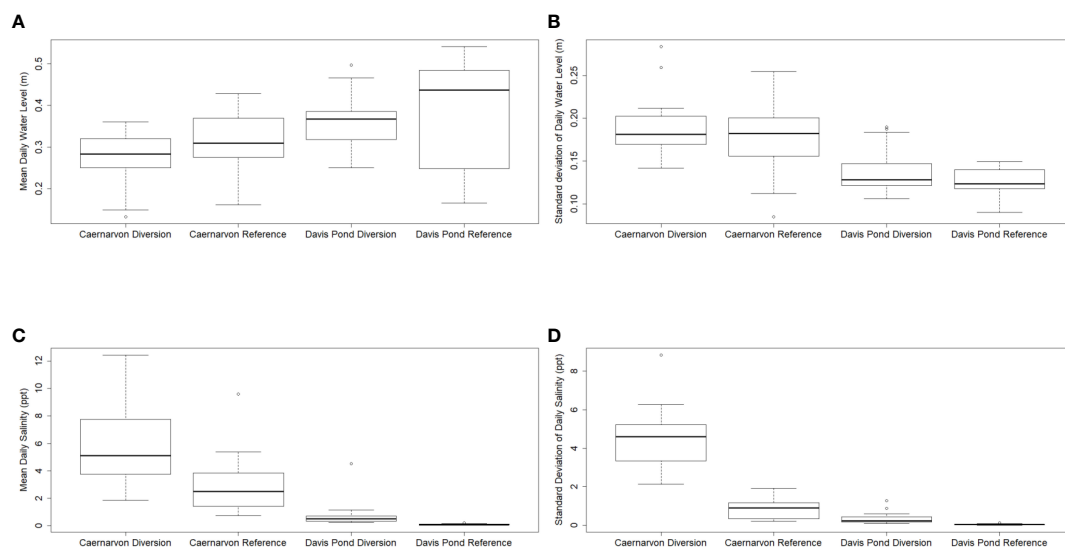 A
Mean Daily Water Level (m)
0.5
0.4
0.3
0.2
Caernarvon Diversion
Caernarvon Reference
Davis Pond Diversion
Davis Pond Reference
B
Standard deviation of Daily Water Level (m)
0.25
0.20
0.15
0.10
Caernarvon Diversion
Caernarvon Reference
Davis Pond Diversion
Davis Pond Reference
C
Mean Daily Salinity (ppt)
12
10
8
6
4
2
0
Caernarvon Diversion
Caernarvon Reference
Davis Pond Diversion
Davis Pond Reference
D
Standard Deviation of Daily Salinity (ppt)
8
6
4
2
0
Caernarvon Diversion
Caernarvon Reference
Davis Pond Diversion
Davis Pond Reference